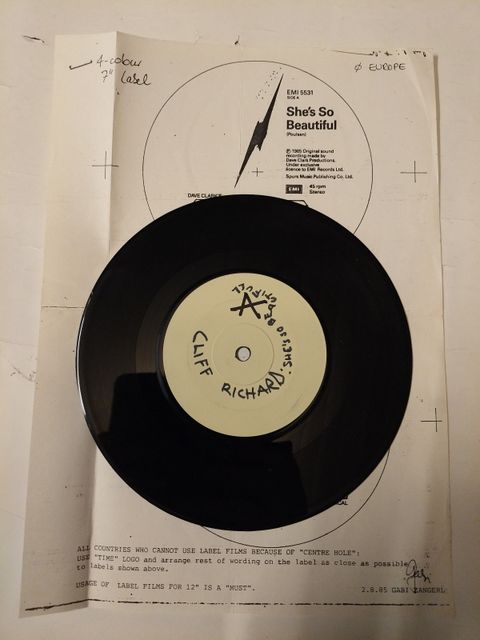 4-colour
7" Label
Ø EUROPE
EMI 5531
SIDE A
She's So
Beautiful
(Poulsen)
℗ 1985 Original sound
recording made by
Dave Clark Productions.
Under exclusive
licence to EMI Records Ltd.
Spurs Music Publishing Co. Ltd.
EMI
45 rpm
Stereo
DAVE CLARK'S
A
CLIFF RICHARD. SHE'S SO BEAUTIFUL
ALL COUNTRIES WHO CANNOT USE LABEL FILMS BECAUSE OF "CENTRE HOLE":
USE "TIME" LOGO and arrange rest of wording on the label as close as possible
to labels shown above.
USAGE OF LABEL FILMS FOR 12" IS A "MUST".
Gabi
2.8.85 GABI ZANGERL